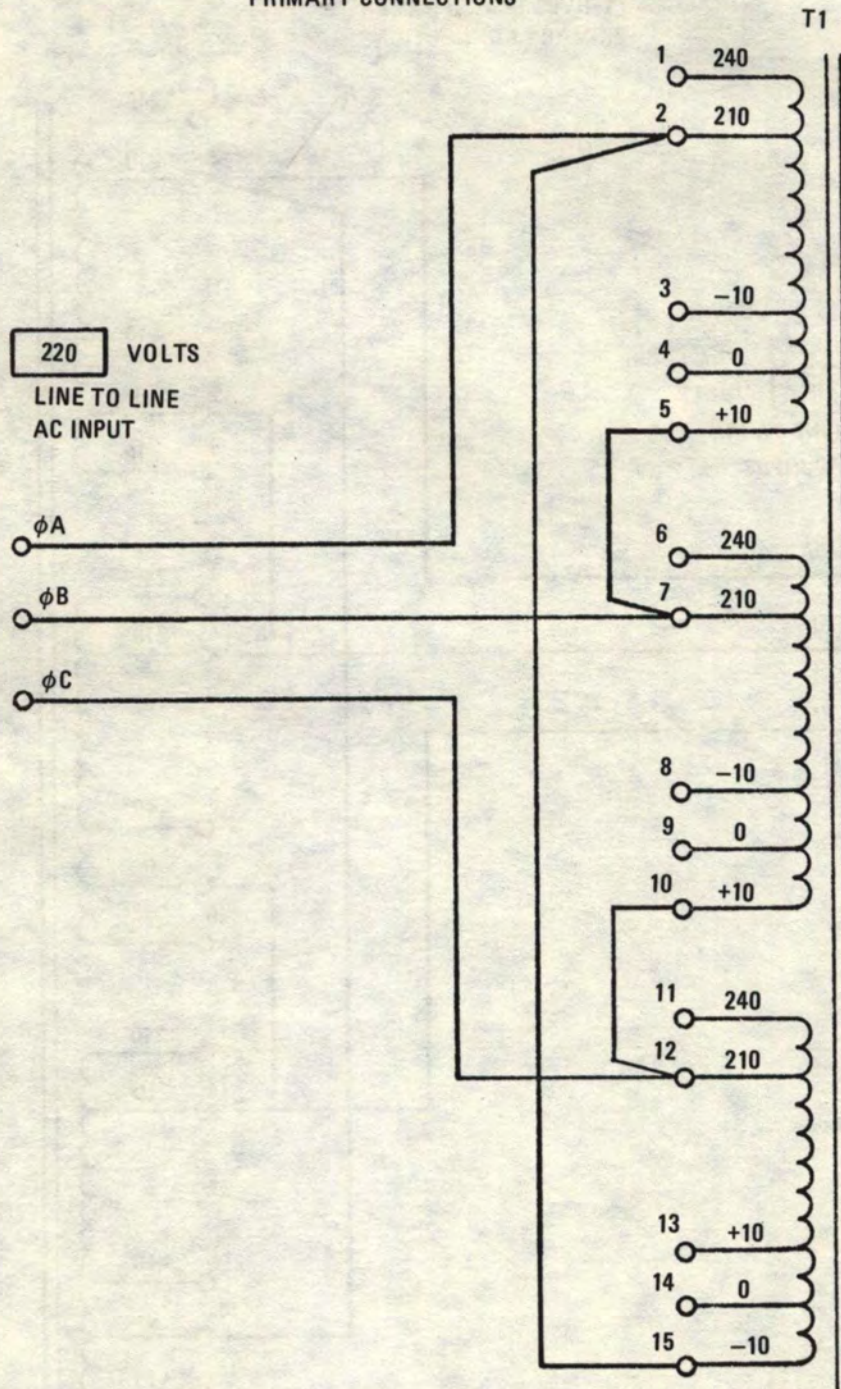 PRIMARY CONNECTIONS
T1
1 240
2 210
3 −10
4 0
5 +10
220 VOLTS
LINE TO LINE
AC INPUT
φA
φB
φC
6 240
7 210
8 −10
9 0
10 +10
11 240
12 210
13 +10
14 0
15 −10